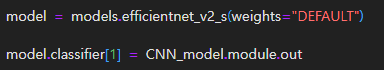 model = models.efficientnet_v2_s(weights="DEFAULT")
model.classifier[1] = CNN_model.module.out